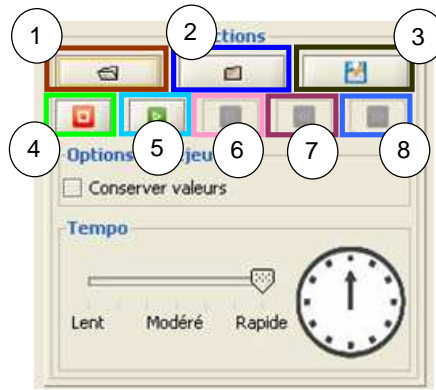 1
2
3
ctions
4
5
6
7
8
Options
jeu
Conserver valeurs
Tempo
Lent Modéré Rapide